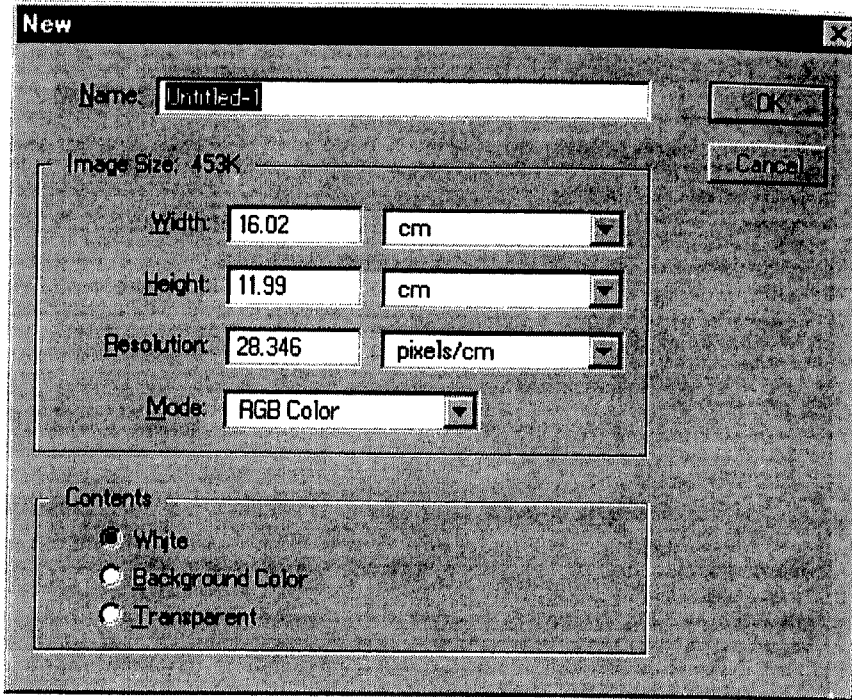 New
Name: Untitled-1
OK
Image Size: 453K
Cancel
Width: 16.02 cm
Height: 11.99 cm
Resolution: 28.346 pixels/cm
Mode: RGB Color
Contents
White
Background Color
Transparent